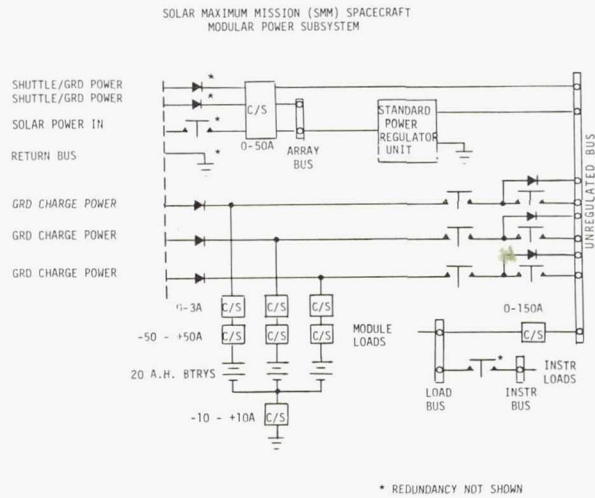 SOLAR MAXIMUM MISSION (SMM) SPACECRAFT
MODULAR POWER SUBSYSTEM
SHUTTLE/GRD POWER *
SHUTTLE/GRD POWER
C/S
SOLAR POWER IN *
0-50A
ARRAY
BUS
STANDARD
POWER
REGULATOR
UNIT
RETURN BUS *
UNREGULATED BUS
GRD CHARGE POWER
GRD CHARGE POWER
GRD CHARGE POWER
0-3A C/S C/S C/S
-50 - +50A C/S C/S C/S
20 A.H. BTRYS
-10 - +10A C/S
0-150A
MODULE
LOADS
C/S
LOAD
BUS
*
INSTR
BUS
INSTR
LOADS
* REDUNDANCY NOT SHOWN